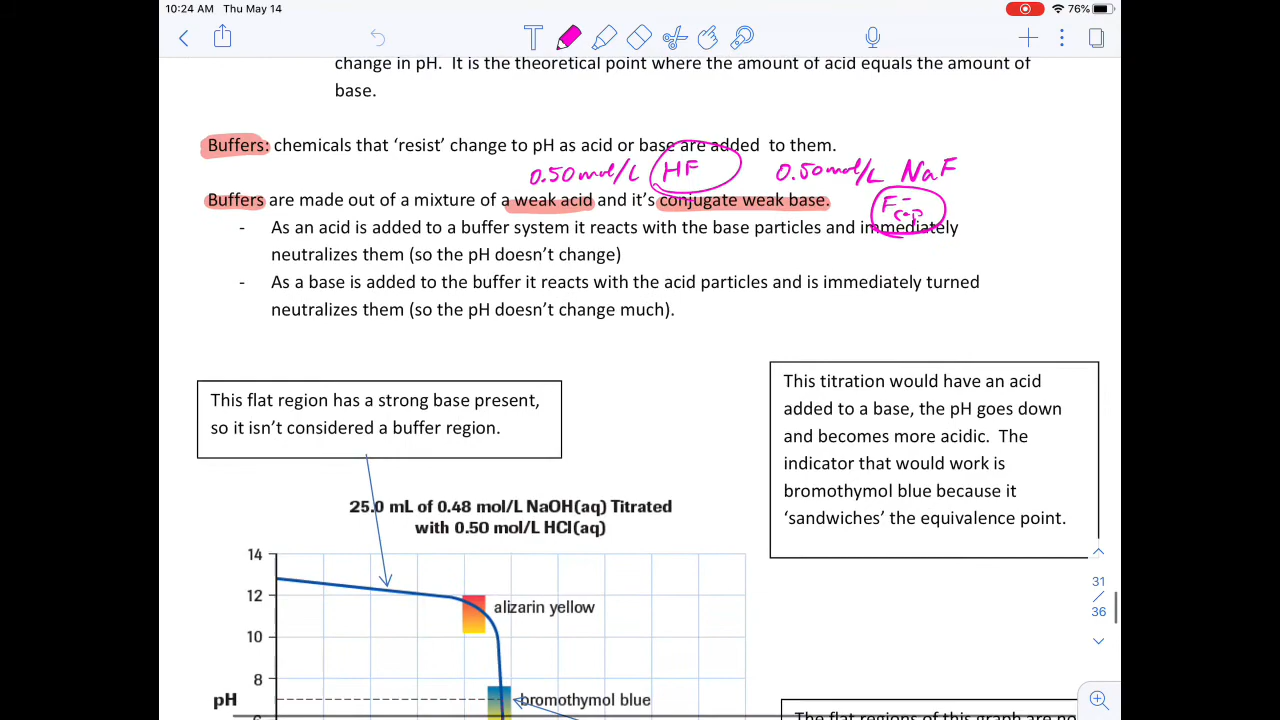 10:24 AM Thu May 14
76%
change in pH. It is the theoretical point where the amount of acid equals the amount of
base.
Buffers: chemicals that ‘resist’ change to pH as acid or base are added to them.
0.50 mol/L HF 0.50 mol/L NaF
Buffers are made out of a mixture of a weak acid and it’s conjugate weak base.
F⁻(aq)
- As an acid is added to a buffer system it reacts with the base particles and immediately
neutralizes them (so the pH doesn’t change)
- As a base is added to the buffer it reacts with the acid particles and is immediately turned
neutralizes them (so the pH doesn’t change much).
This flat region has a strong base present,
so it isn’t considered a buffer region.
This titration would have an acid
added to a base, the pH goes down
and becomes more acidic. The
indicator that would work is
bromothymol blue because it
‘sandwiches’ the equivalence point.
25.0 mL of 0.48 mol/L NaOH(aq) Titrated
with 0.50 mol/L HCl(aq)
14
12
alizarin yellow
10
8
pH
bromothymol blue
31
/
36
The flat regions of this graph are no